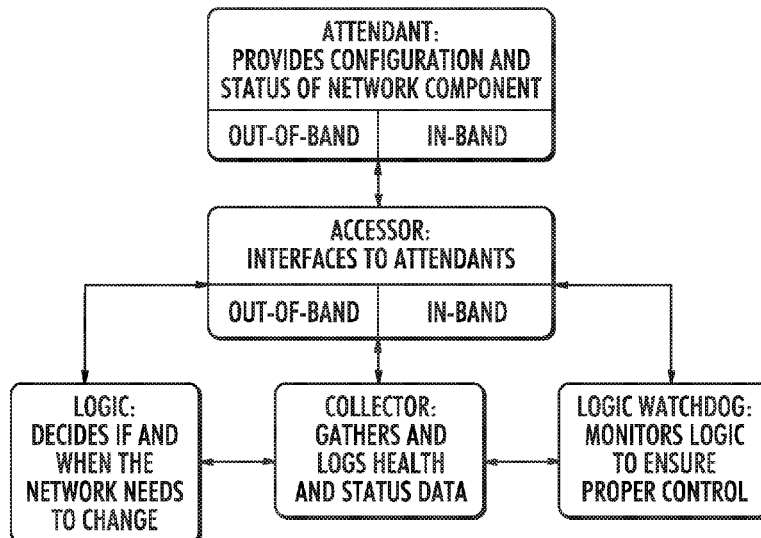 ATTENDANT:
PROVIDES CONFIGURATION AND
STATUS OF NETWORK COMPONENT
OUT-OF-BAND
IN-BAND
ACCESSOR:
INTERFACES TO ATTENDANTS
OUT-OF-BAND
IN-BAND
LOGIC:
DECIDES IF AND
WHEN THE
NETWORK NEEDS
TO CHANGE
COLLECTOR:
GATHERS AND
LOGS HEALTH
AND STATUS DATA
LOGIC WATCHDOG:
MONITORS LOGIC
TO ENSURE
PROPER CONTROL